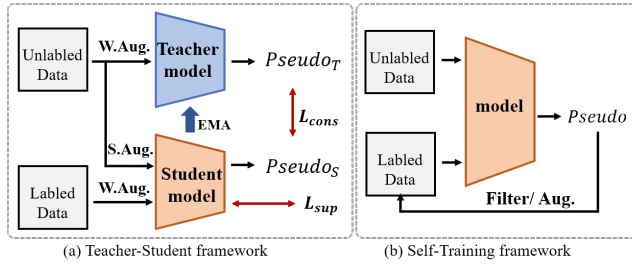 Unlabled
Data
W.Aug.
Teacher
model
Pseudo_T
EMA
L_cons
S.Aug.
W.Aug.
Labled
Data
Student
model
Pseudo_S
L_sup
(a) Teacher-Student framework
Unlabled
Data
model
Pseudo
Labled
Data
Filter/ Aug.
(b) Self-Training framework